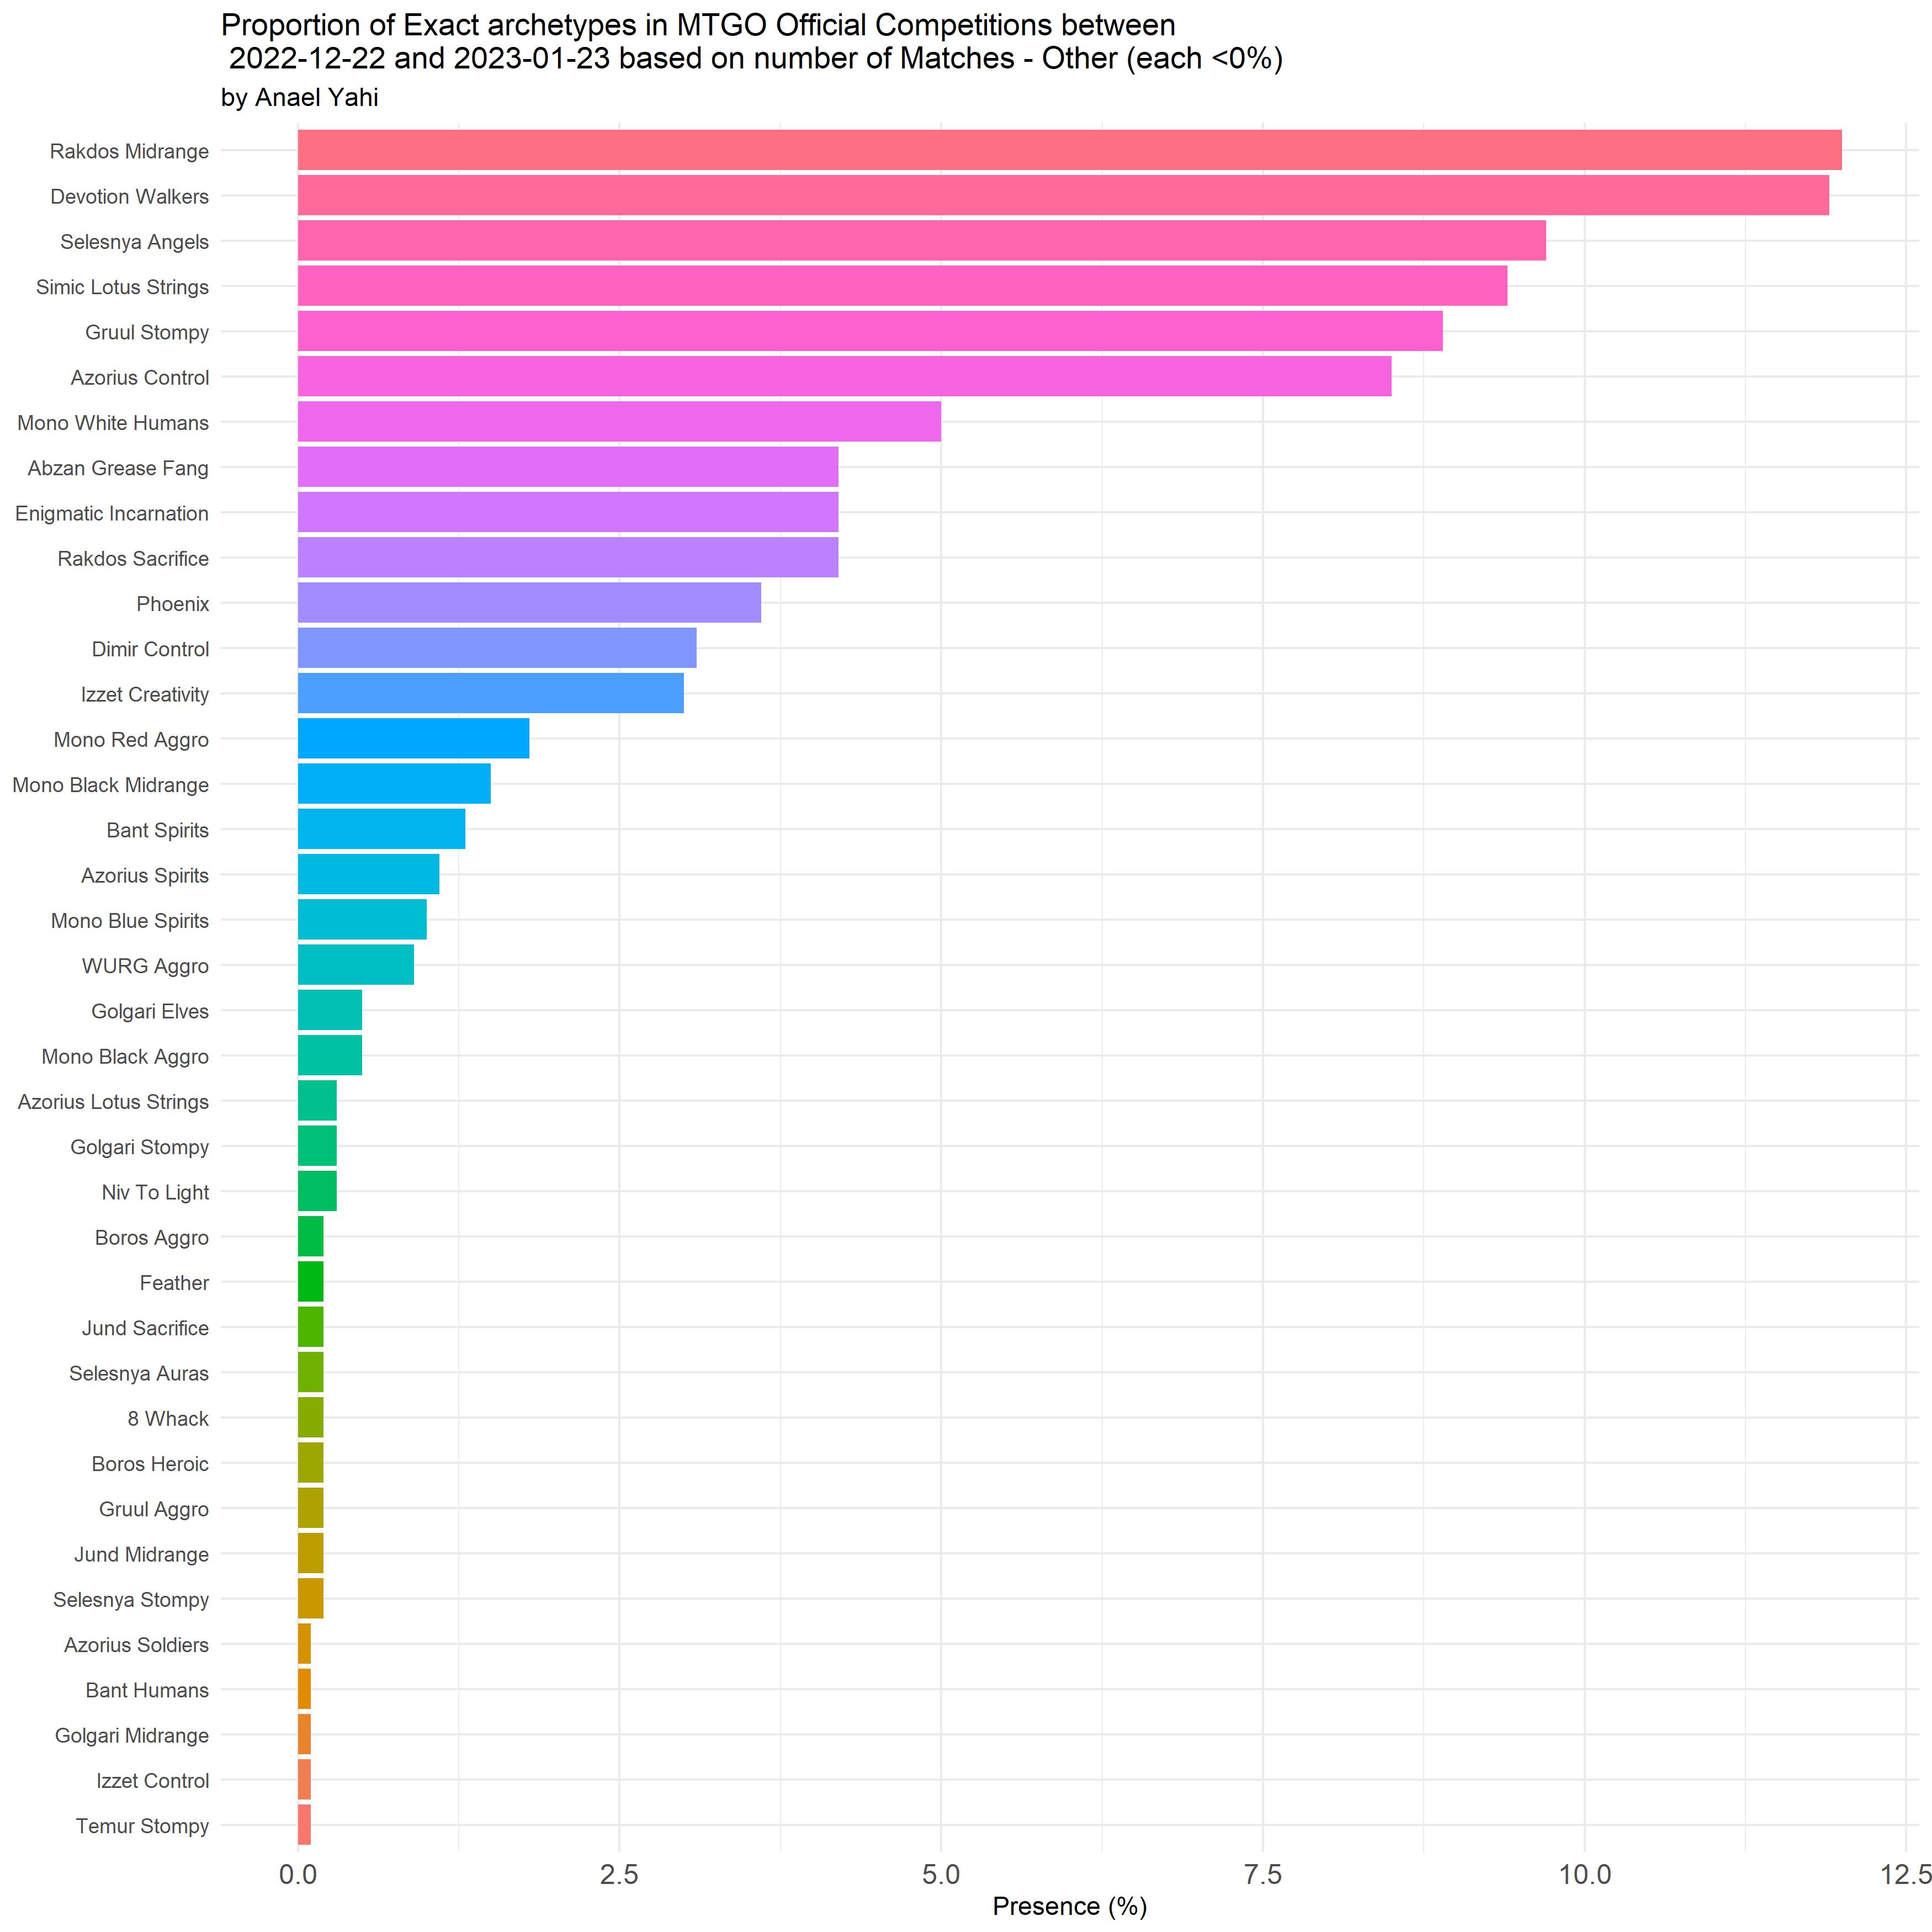 Proportion of Exact archetypes in MTGO Official Competitions between
2022-12-22 and 2023-01-23 based on number of Matches - Other (each <0%)
by Anael Yahi
Rakdos Midrange
Devotion Walkers
Selesnya Angels
Simic Lotus Strings
Gruul Stompy
Azorius Control
Mono White Humans
Abzan Grease Fang
Enigmatic Incarnation
Rakdos Sacrifice
Phoenix
Dimir Control
Izzet Creativity
Mono Red Aggro
Mono Black Midrange
Bant Spirits
Azorius Spirits
Mono Blue Spirits
WURG Aggro
Golgari Elves
Mono Black Aggro
Azorius Lotus Strings
Golgari Stompy
Niv To Light
Boros Aggro
Feather
Jund Sacrifice
Selesnya Auras
8 Whack
Boros Heroic
Gruul Aggro
Jund Midrange
Selesnya Stompy
Azorius Soldiers
Bant Humans
Golgari Midrange
Izzet Control
Temur Stompy
0.0 2.5 5.0 7.5 10.0 12.5
Presence (%)